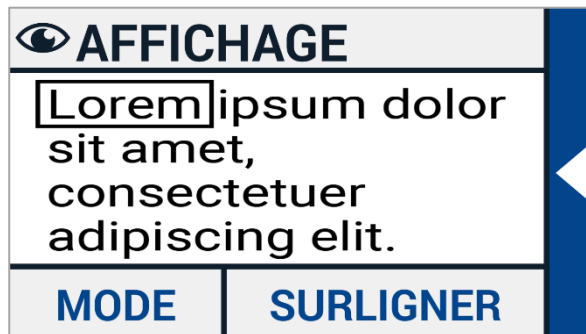 AFFICHAGE
Lorem ipsum dolor
sit amet,
consectetuer
adipiscing elit.
MODE SURLIGNER